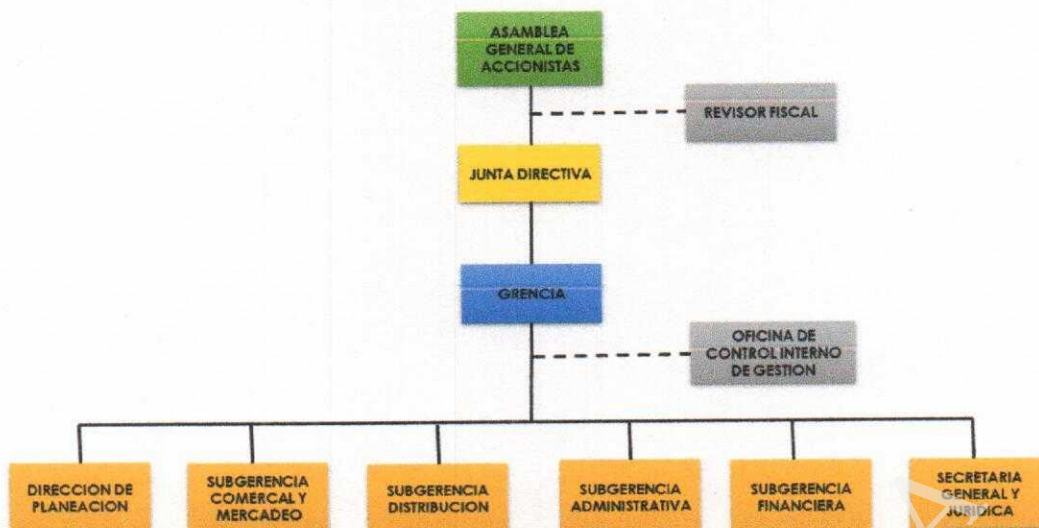 ASAMBLEA
GENERAL DE
ACCIONISTAS
REVISOR FISCAL
JUNTA DIRECTIVA
GRENCIA
OFICINA DE
CONTROL INTERNO
DE GESTION
DIRECCION DE
PLANEACION
SUBGERENCIA
COMERCAL Y
MERCADEO
SUBGERENCIA
DISTRIBUCION
SUBGERENCIA
ADMINISTRATIVA
SUBGERENCIA
FINANCIERA
SECRETARIA
GENERAL Y
JURIDICA